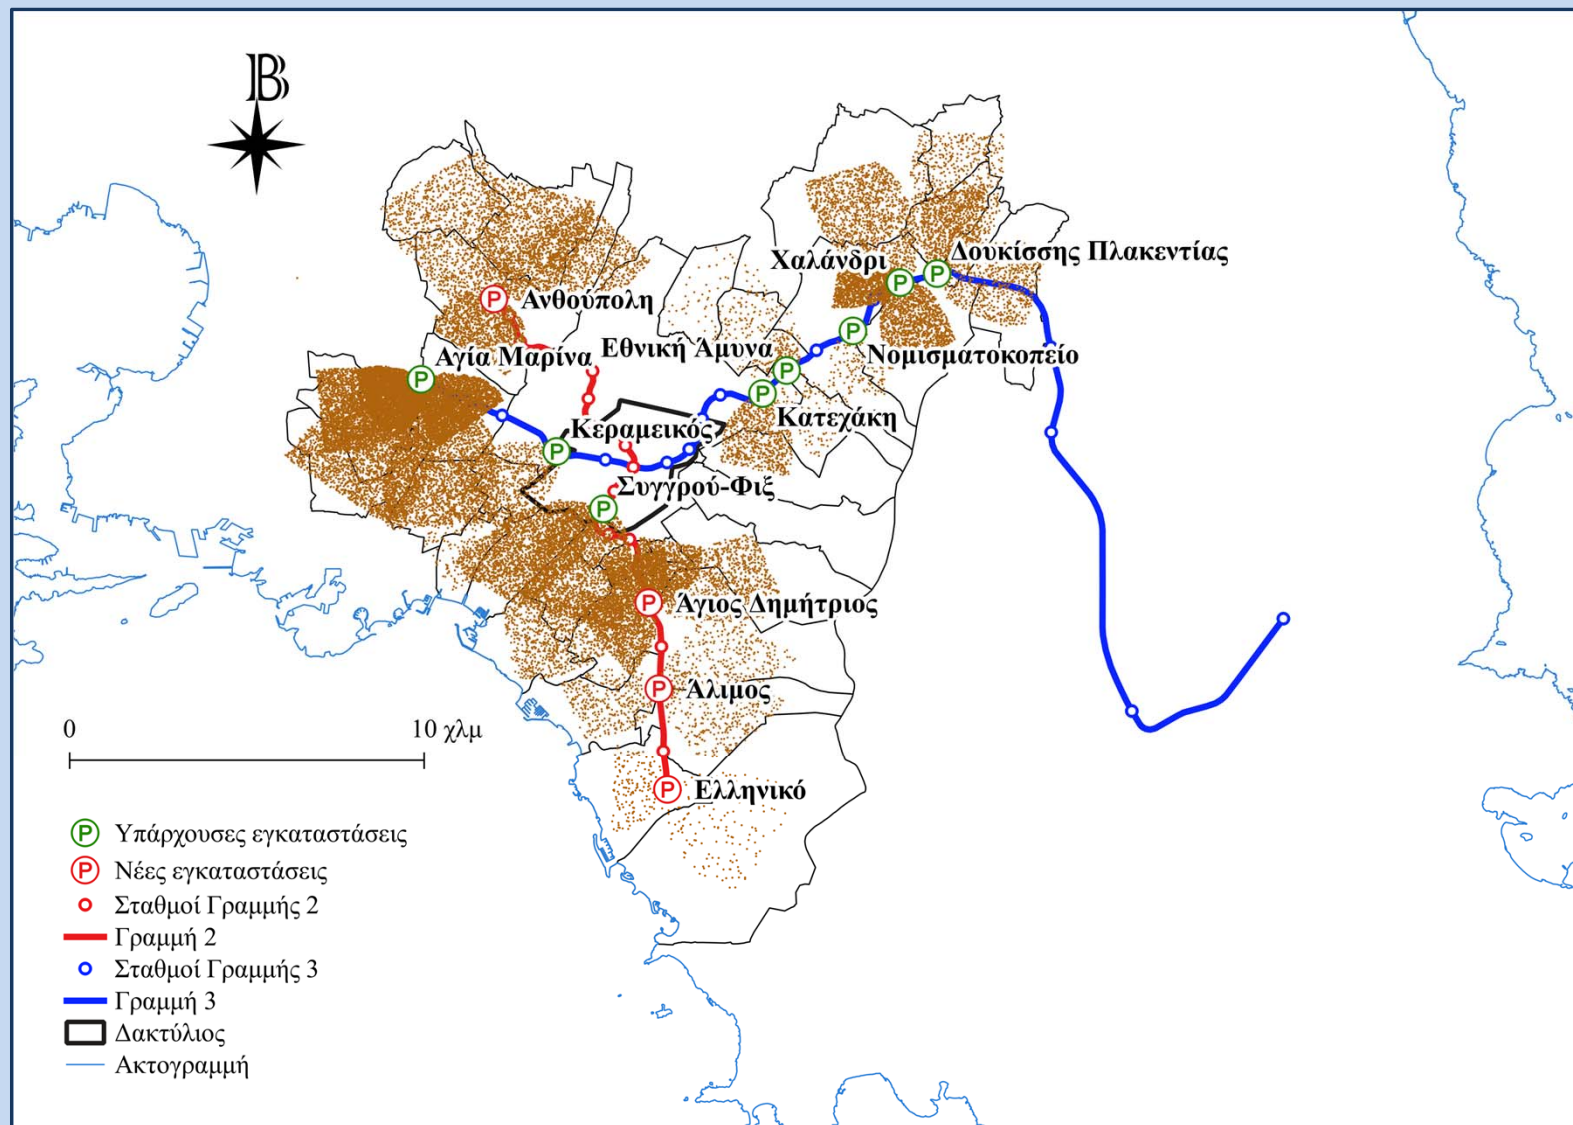 Β
Χαλάνδρι
Δουκίσσης Πλακεντίας
Ανθούπολη
Αγία Μαρίνα
Εθνική Άμυνα
Νομισματοκοπείο
Κεραμεικός
Κατεχάκη
Συγγρού-Φιξ
Άγιος Δημήτριος
Άλιμος
Ελληνικό
0 10 χλμ
P Υπάρχουσες εγκαταστάσεις
P Νέες εγκαταστάσεις
Σταθμοί Γραμμής 2
Γραμμή 2
Σταθμοί Γραμμής 3
Γραμμή 3
Δακτύλιος
Ακτογραμμή